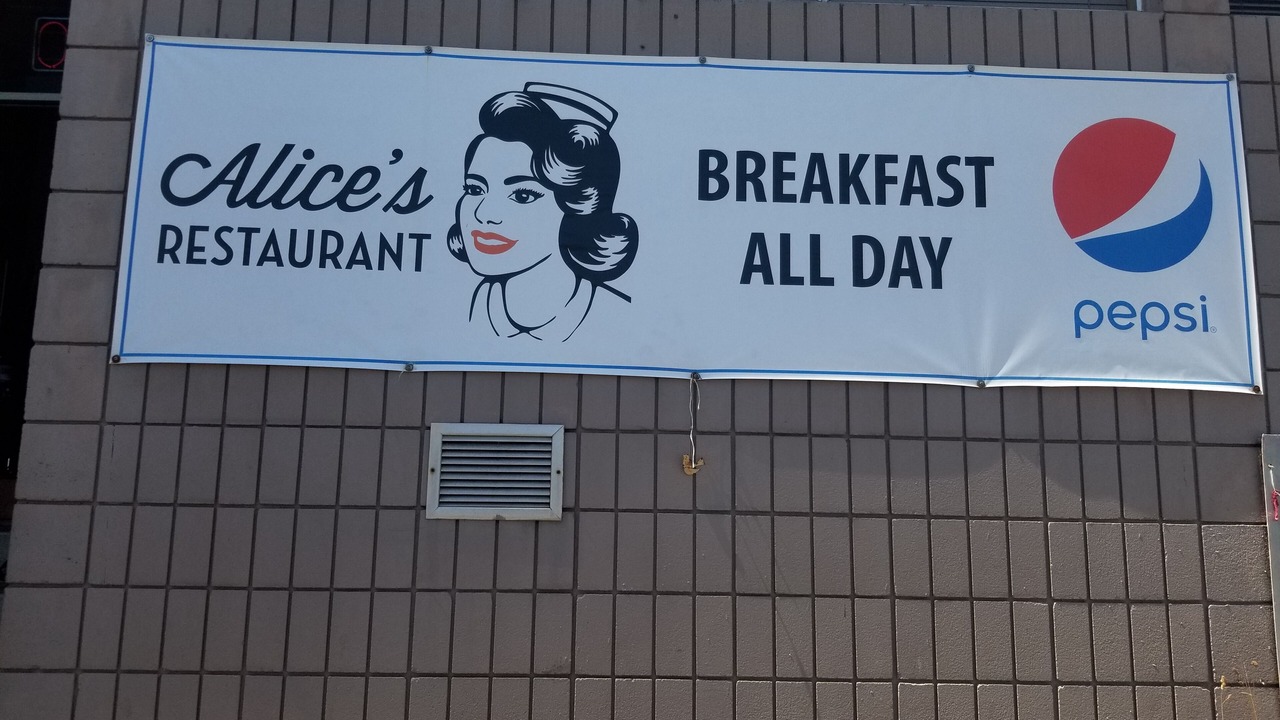 Alice's
RESTAURANT
BREAKFAST
ALL DAY
pepsi